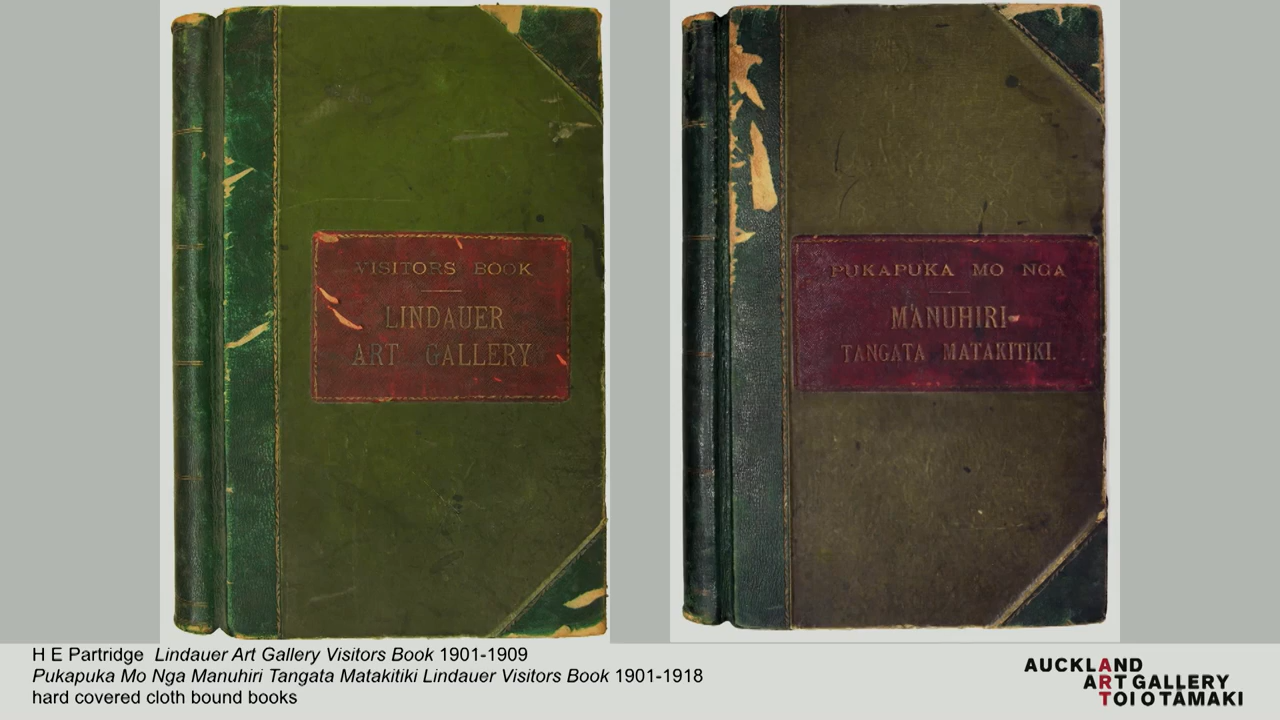 VISITORS BOOK
LINDAUER
ART GALLERY
PUKAPUKA MO NGA
MANUHIRI-
TANGATA MATAKITIKI.
H E Partridge Lindauer Art Gallery Visitors Book 1901-1909
Pukapuka Mo Nga Manuhiri Tangata Matakitiki Lindauer Visitors Book 1901-1918
hard covered cloth bound books
AUCKLAND
ART GALLERY
TOI O TAMAKI